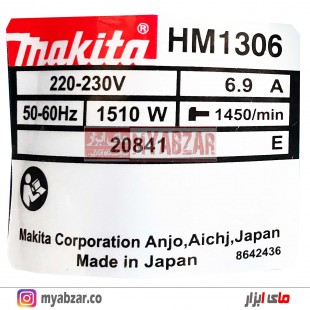 makita® HM1306
220-230V 6.9 A
50-60Hz 1510 W 1450/min
MYABZAR
20841 E
Makita Corporation Anjo,Aichj,Japan
Made in Japan 8642436
myabzar.co
مای ابزار